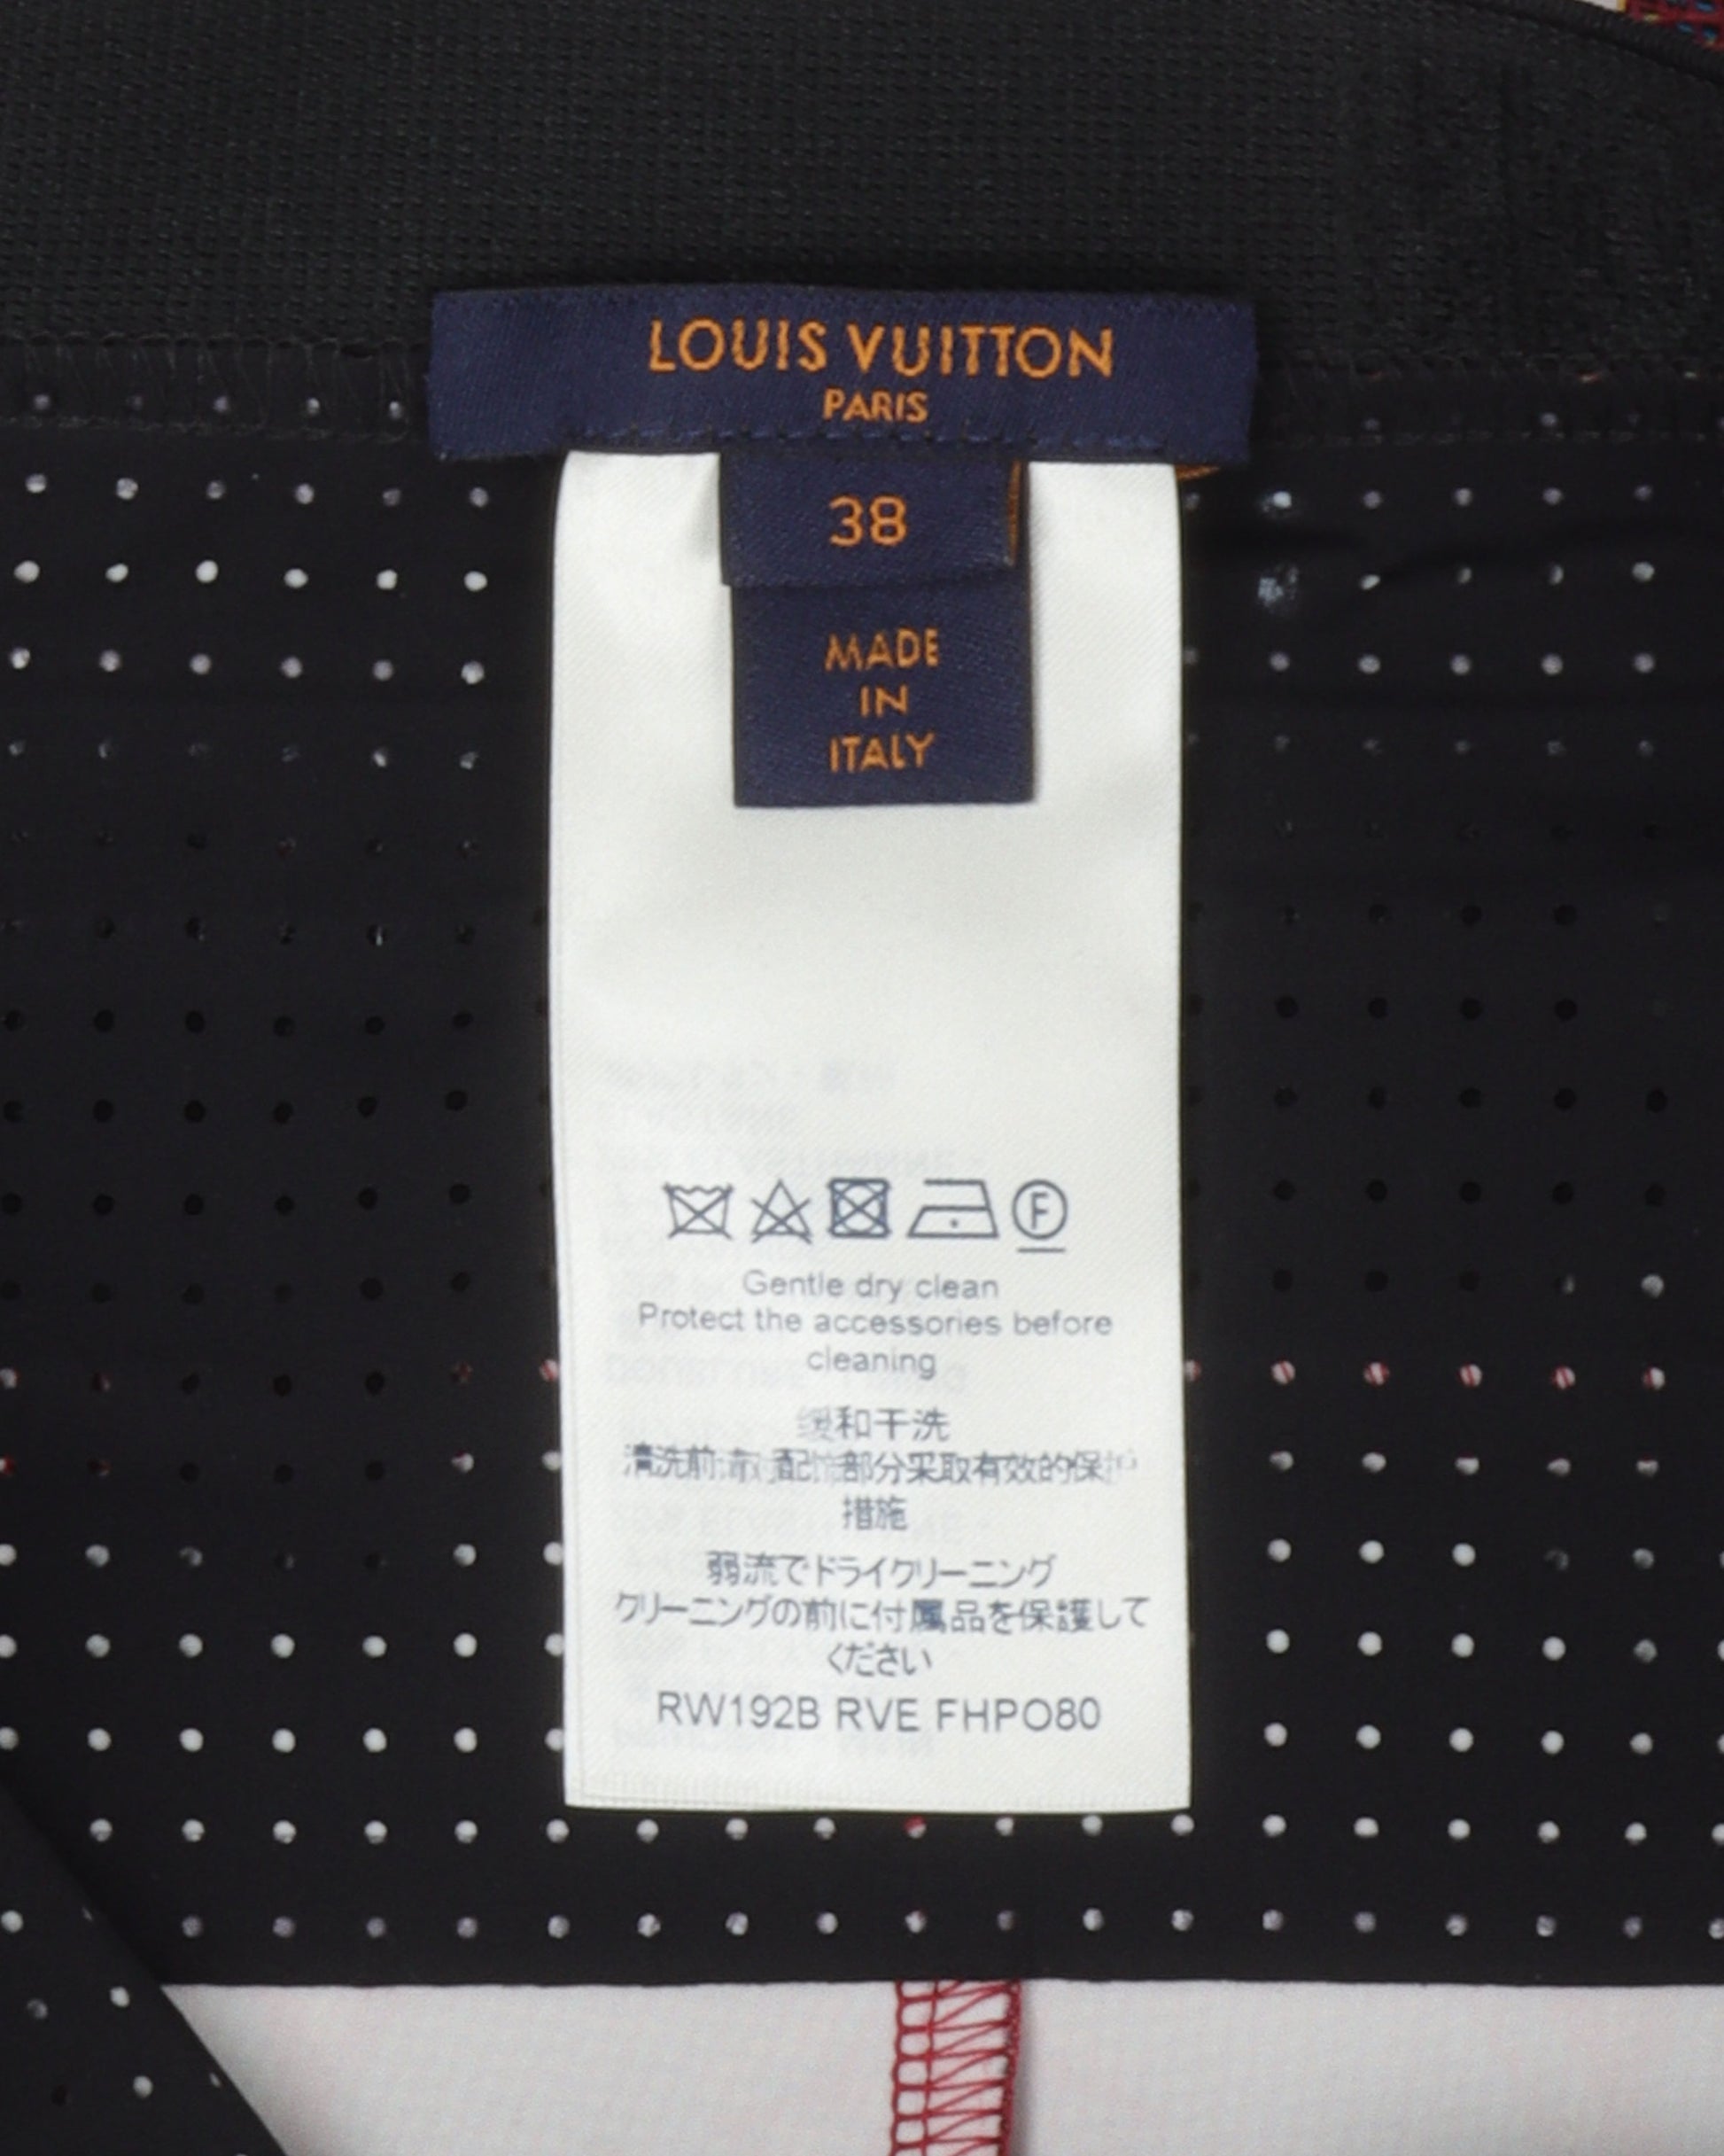 LOUIS VUITTON
PARIS
38
MADE
IN
ITALY
F
Gentle dry clean
Protect the accessories before
cleaning
缓和干洗
清洗前 配饰部分采取有效的保护
措施
弱流でドライクリーニング
クリーニングの前に付属品を保護して
ください
RW192B RVE FHPO80